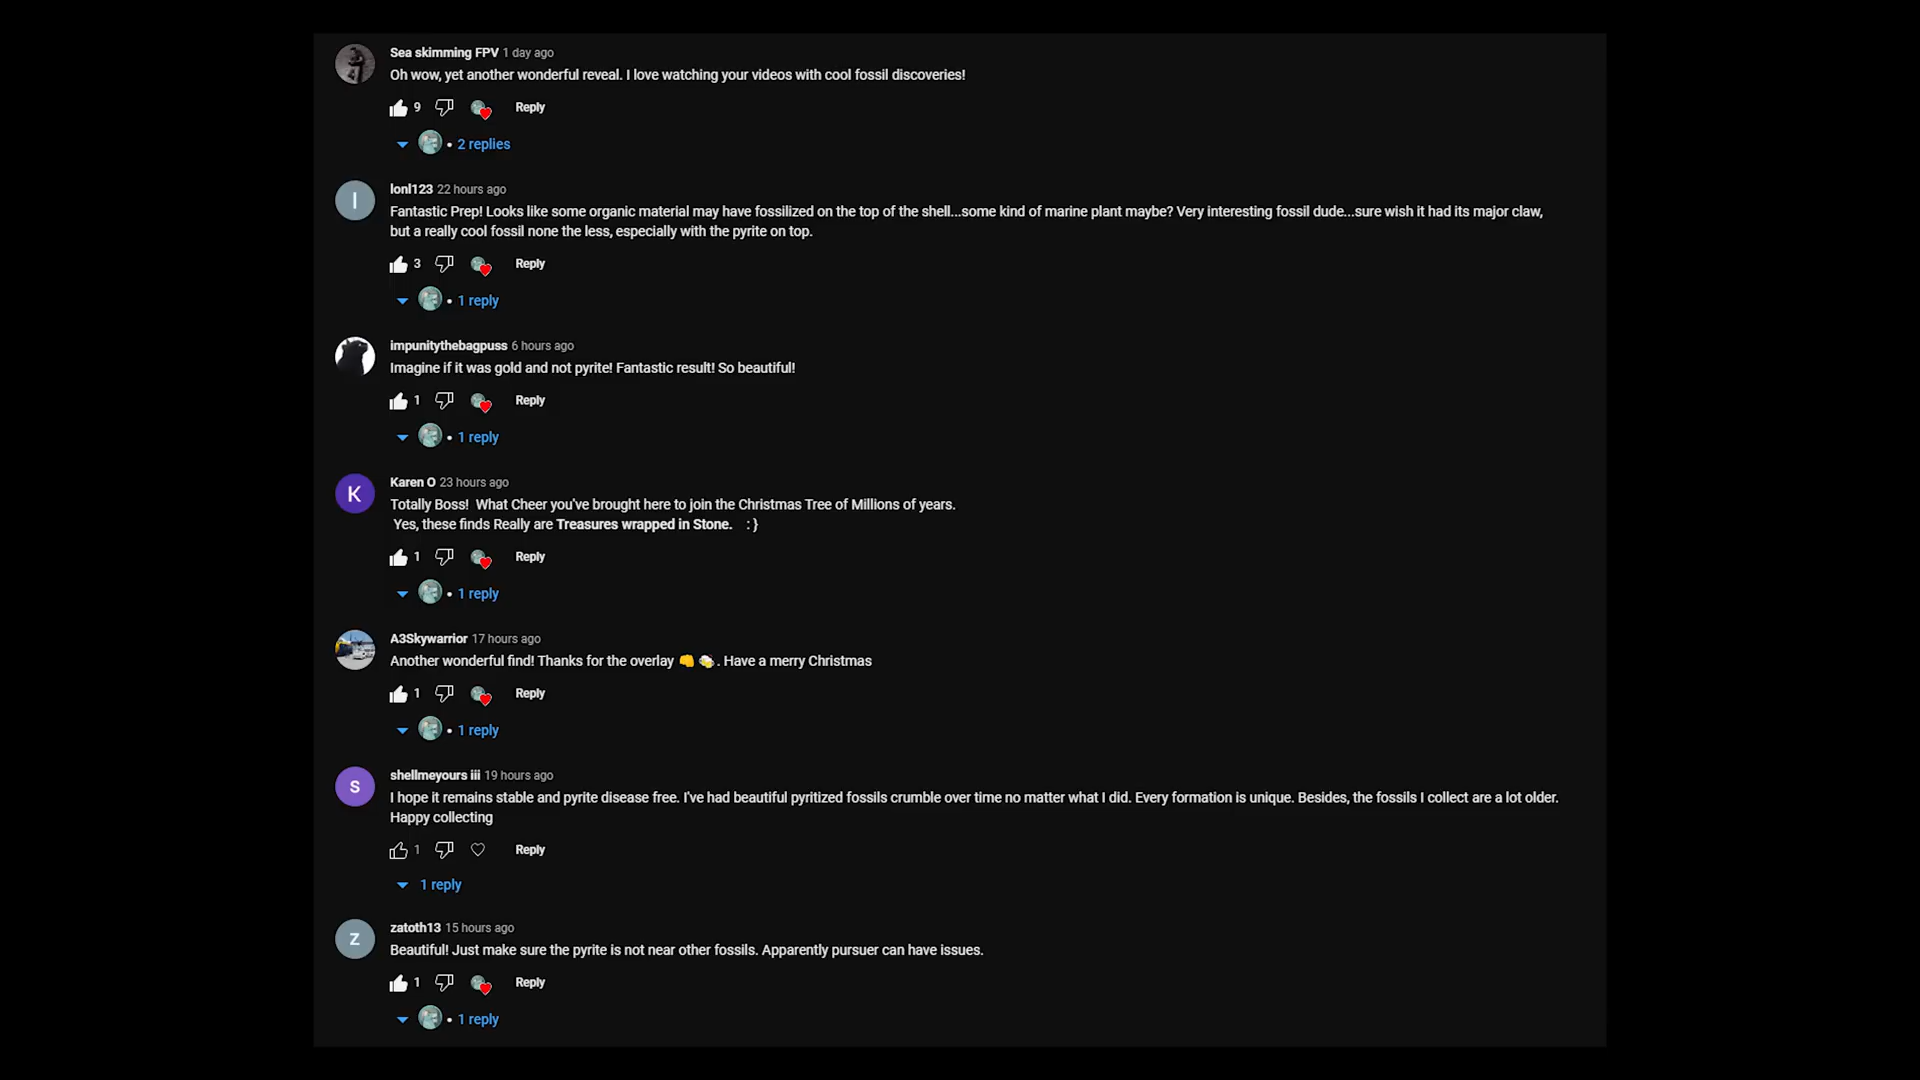 Sea skimming FPV 1 day ago
Oh wow, yet another wonderful reveal. I love watching your videos with cool fossil discoveries!
9 Reply
• 2 replies
I
lonl123 22 hours ago
Fantastic Prep! Looks like some organic material may have fossilized on the top of the shell...some kind of marine plant maybe? Very interesting fossil dude...sure wish it had its major claw,
but a really cool fossil none the less, especially with the pyrite on top.
3 Reply
• 1 reply
impunitythebagpuss 6 hours ago
Imagine if it was gold and not pyrite! Fantastic result! So beautiful!
1 Reply
• 1 reply
K
Karen O 23 hours ago
Totally Boss!  What Cheer you've brought here to join the Christmas Tree of Millions of years.
Yes, these finds Really are Treasures wrapped in Stone.    : }
1 Reply
• 1 reply
A3Skywarrior 17 hours ago
Another wonderful find! Thanks for the overlay 👊 🍻. Have a merry Christmas
1 Reply
• 1 reply
S
shellmeyours iii 19 hours ago
I hope it remains stable and pyrite disease free. I've had beautiful pyritized fossils crumble over time no matter what I did. Every formation is unique. Besides, the fossils I collect are a lot older.
Happy collecting
1 Reply
1 reply
Z
zatoth13 15 hours ago
Beautiful! Just make sure the pyrite is not near other fossils. Apparently pursuer can have issues.
1 Reply
• 1 reply